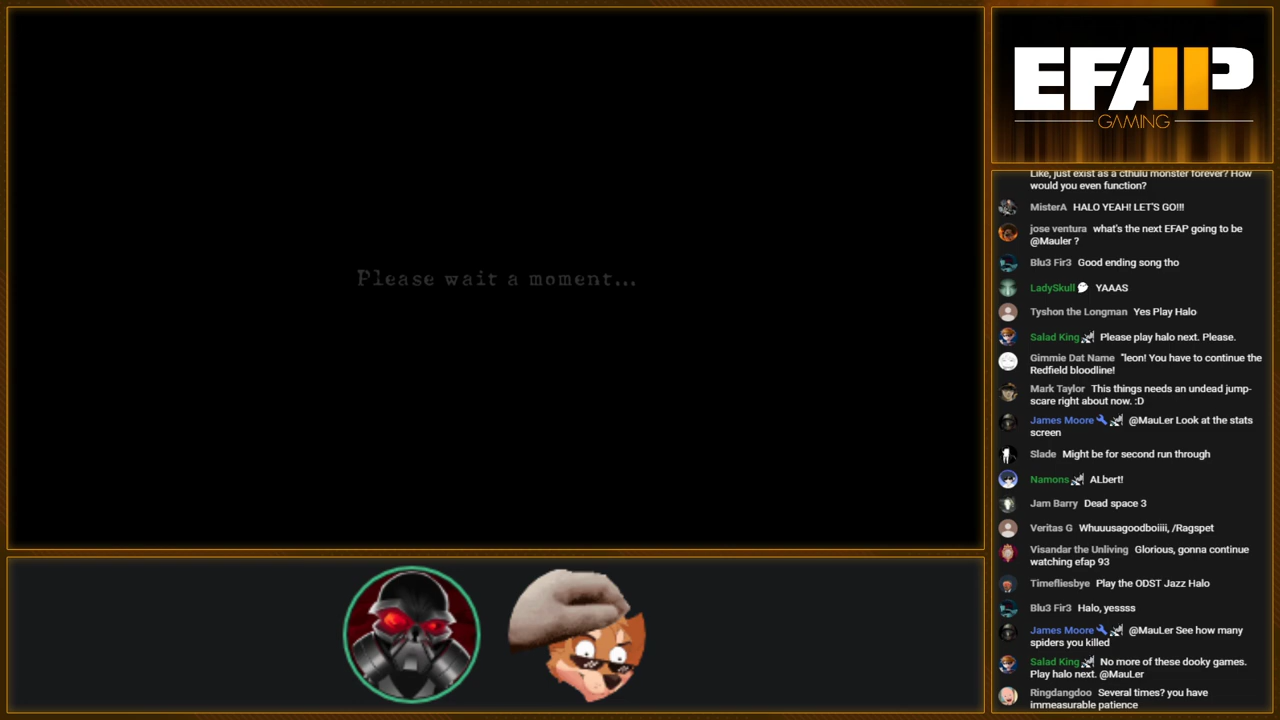 Please wait a moment...
EFAP
GAMING
Like, just exist as a cthulu monster forever? How
would you even function?
MisterA HALO YEAH! LET'S GO!!!
jose ventura what's the next EFAP going to be
@Mauler ?
Blu3 Fir3 Good ending song tho
LadySkull YAAAS
Tyshon the Longman Yes Play Halo
Salad King Please play halo next. Please.
Gimmie Dat Name "leon! You have to continue the
Redfield bloodline!
Mark Taylor This things needs an undead jump-
scare right about now. :D
James Moore @MauLer Look at the stats
screen
Slade Might be for second run through
Namons ALbert!
Jam Barry Dead space 3
Veritas G Whuuusagoodboiiii, /Ragspet
Visandar the Unliving Glorious, gonna continue
watching efap 93
Timefliesbye Play the ODST Jazz Halo
Blu3 Fir3 Halo, yessss
James Moore @MauLer See how many
spiders you killed
Salad King No more of these dooky games.
Play halo next. @MauLer
Ringdangdoo Several times? you have
immeasurable patience